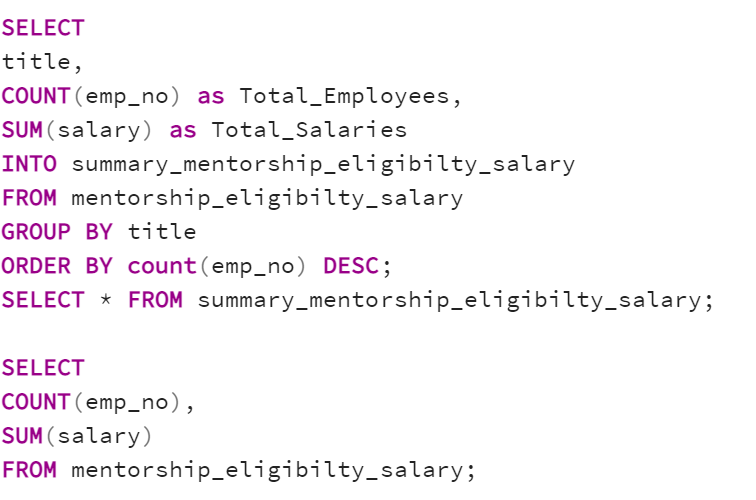 SELECT
title,
COUNT(emp_no) as Total_Employees,
SUM(salary) as Total_Salaries
INTO summary_mentorship_eligibilty_salary
FROM mentorship_eligibilty_salary
GROUP BY title
ORDER BY count(emp_no) DESC;
SELECT * FROM summary_mentorship_eligibilty_salary;
SELECT
COUNT(emp_no),
SUM(salary)
FROM mentorship_eligibilty_salary;